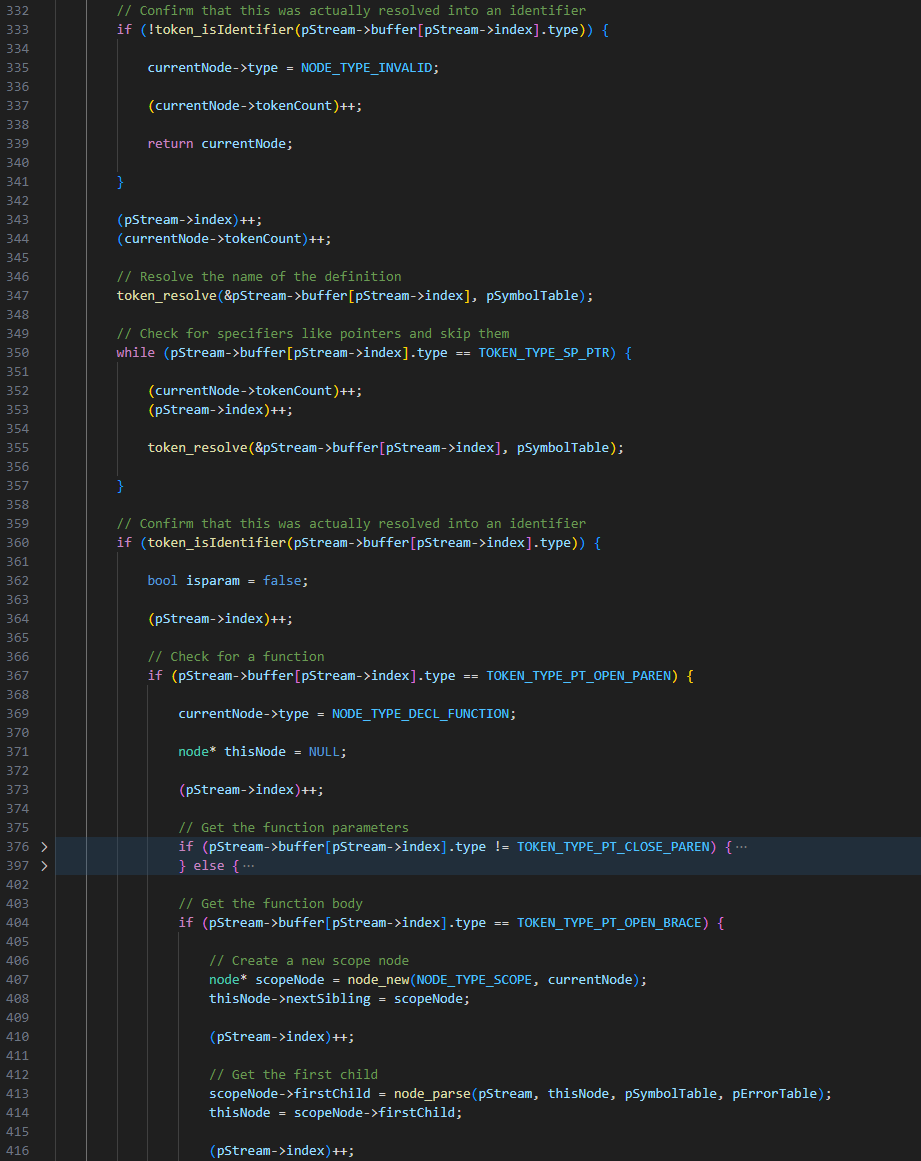 332 // Confirm that this was actually resolved into an identifier
333 if (!token_isIdentifier(pStream->buffer[pStream->index].type)) {
334
335 currentNode->type = NODE_TYPE_INVALID;
336
337 (currentNode->tokenCount)++;
338
339 return currentNode;
340
341 }
342
343 (pStream->index)++;
344 (currentNode->tokenCount)++;
345
346 // Resolve the name of the definition
347 token_resolve(&pStream->buffer[pStream->index], pSymbolTable);
348
349 // Check for specifiers like pointers and skip them
350 while (pStream->buffer[pStream->index].type == TOKEN_TYPE_SP_PTR) {
351
352 (currentNode->tokenCount)++;
353 (pStream->index)++;
354
355 token_resolve(&pStream->buffer[pStream->index], pSymbolTable);
356
357 }
358
359 // Confirm that this was actually resolved into an identifier
360 if (token_isIdentifier(pStream->buffer[pStream->index].type)) {
361
362 bool isparam = false;
363
364 (pStream->index)++;
365
366 // Check for a function
367 if (pStream->buffer[pStream->index].type == TOKEN_TYPE_PT_OPEN_PAREN) {
368
369 currentNode->type = NODE_TYPE_DECL_FUNCTION;
370
371 node* thisNode = NULL;
372
373 (pStream->index)++;
374
375 // Get the function parameters
376 if (pStream->buffer[pStream->index].type != TOKEN_TYPE_PT_CLOSE_PAREN) {···
397 } else {···
402
403 // Get the function body
404 if (pStream->buffer[pStream->index].type == TOKEN_TYPE_PT_OPEN_BRACE) {
405
406 // Create a new scope node
407 node* scopeNode = node_new(NODE_TYPE_SCOPE, currentNode);
408 thisNode->nextSibling = scopeNode;
409
410 (pStream->index)++;
411
412 // Get the first child
413 scopeNode->firstChild = node_parse(pStream, thisNode, pSymbolTable, pErrorTable);
414 thisNode = scopeNode->firstChild;
415
416 (pStream->index)++;